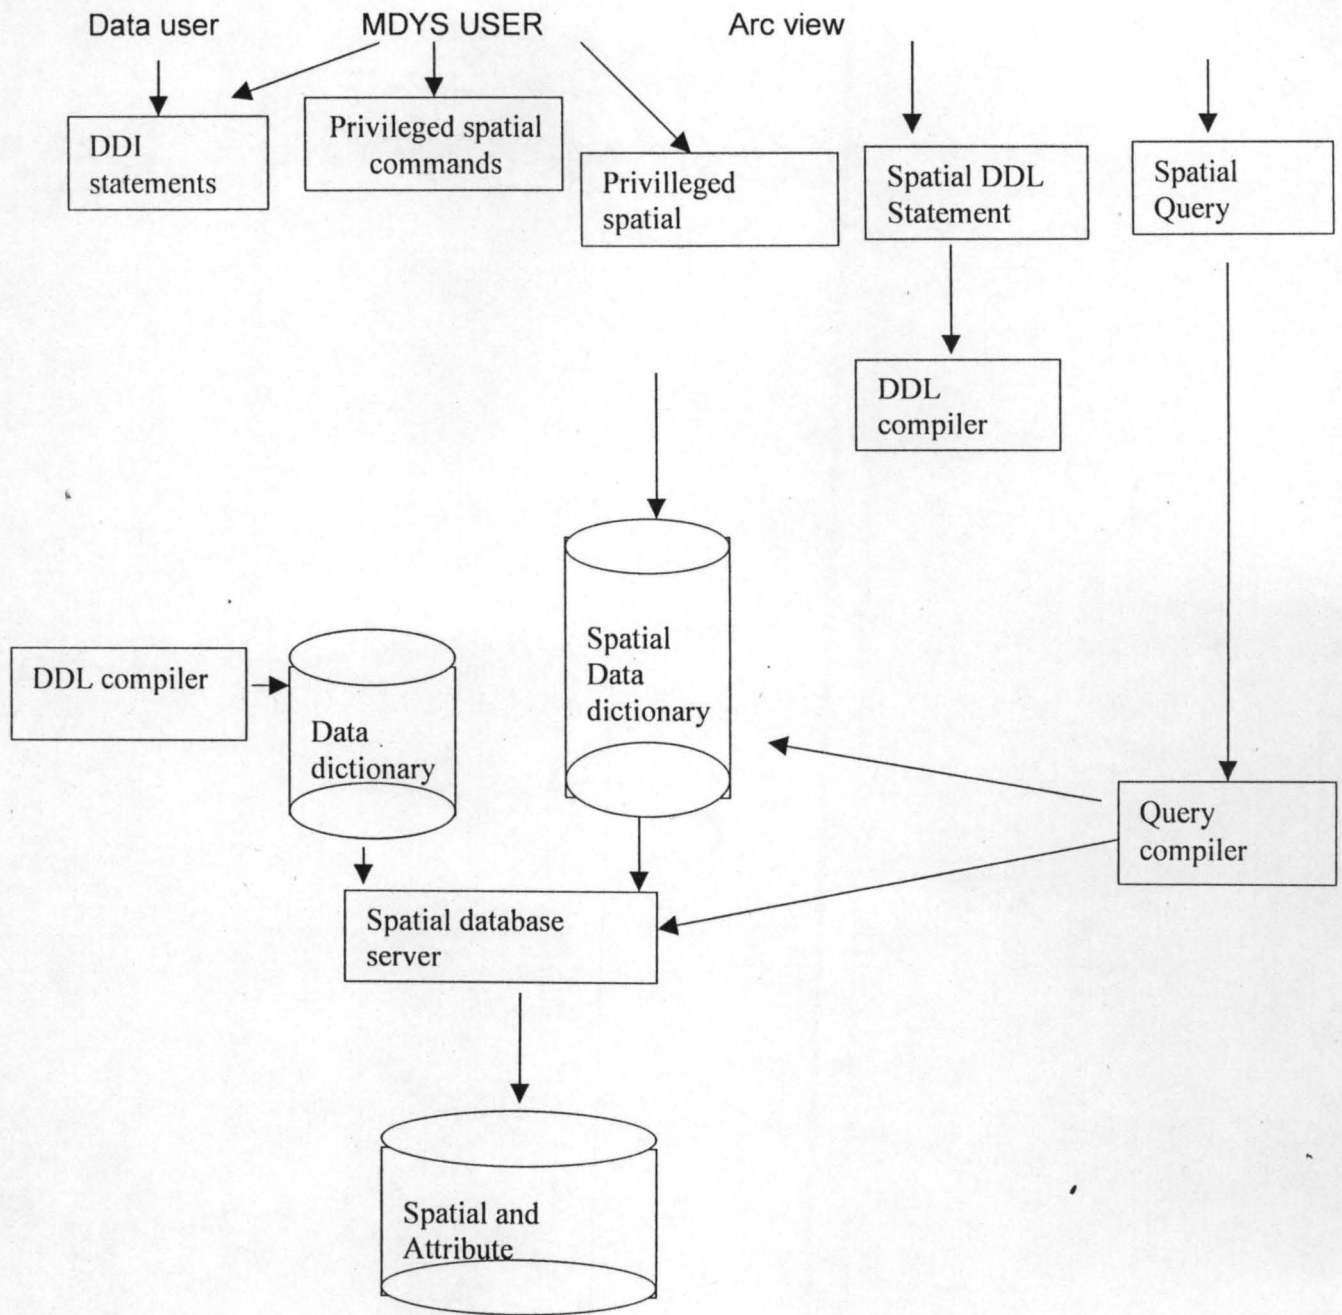 Data user
MDYS USER
Arc view
DDI
statements
Privileged spatial
commands
Privilleged
spatial
Spatial DDL
Statement
Spatial
Query
DDL
compiler
Spatial
Data
dictionary
DDL compiler
Data
dictionary
Query
compiler
Spatial database
server
Spatial and
Attribute